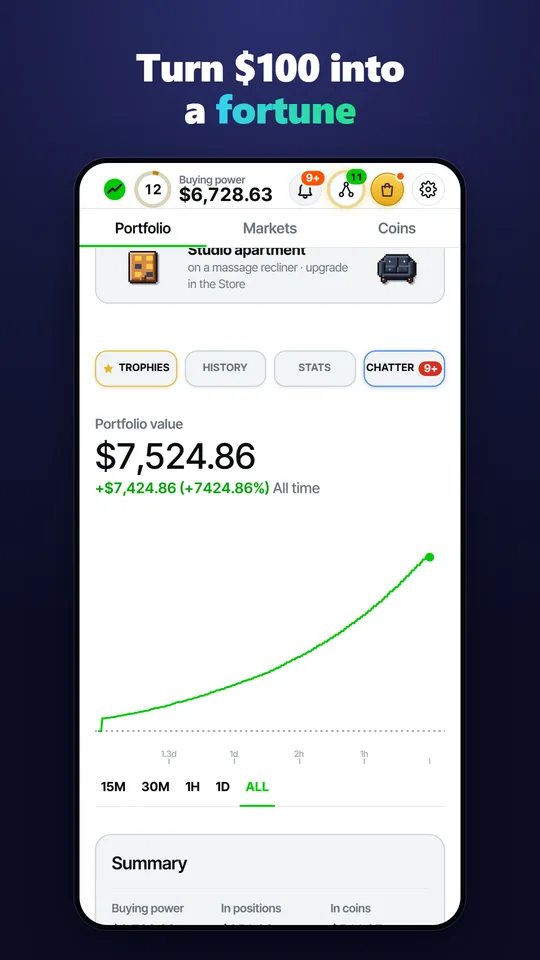 Turn $100 into
a fortune
12
Buying power
$6,728.63
9+
11
Portfolio
Markets
Coins
Studio apartment
on a massage recliner · upgrade
in the Store
TROPHIES
HISTORY
STATS
CHATTER 9+
Portfolio value
$7,524.86
+$7,424.86 (+7424.86%) All time
1.3d
1d
2h
1h
15M
30M
1H
1D
ALL
Summary
Buying power
In positions
In coins